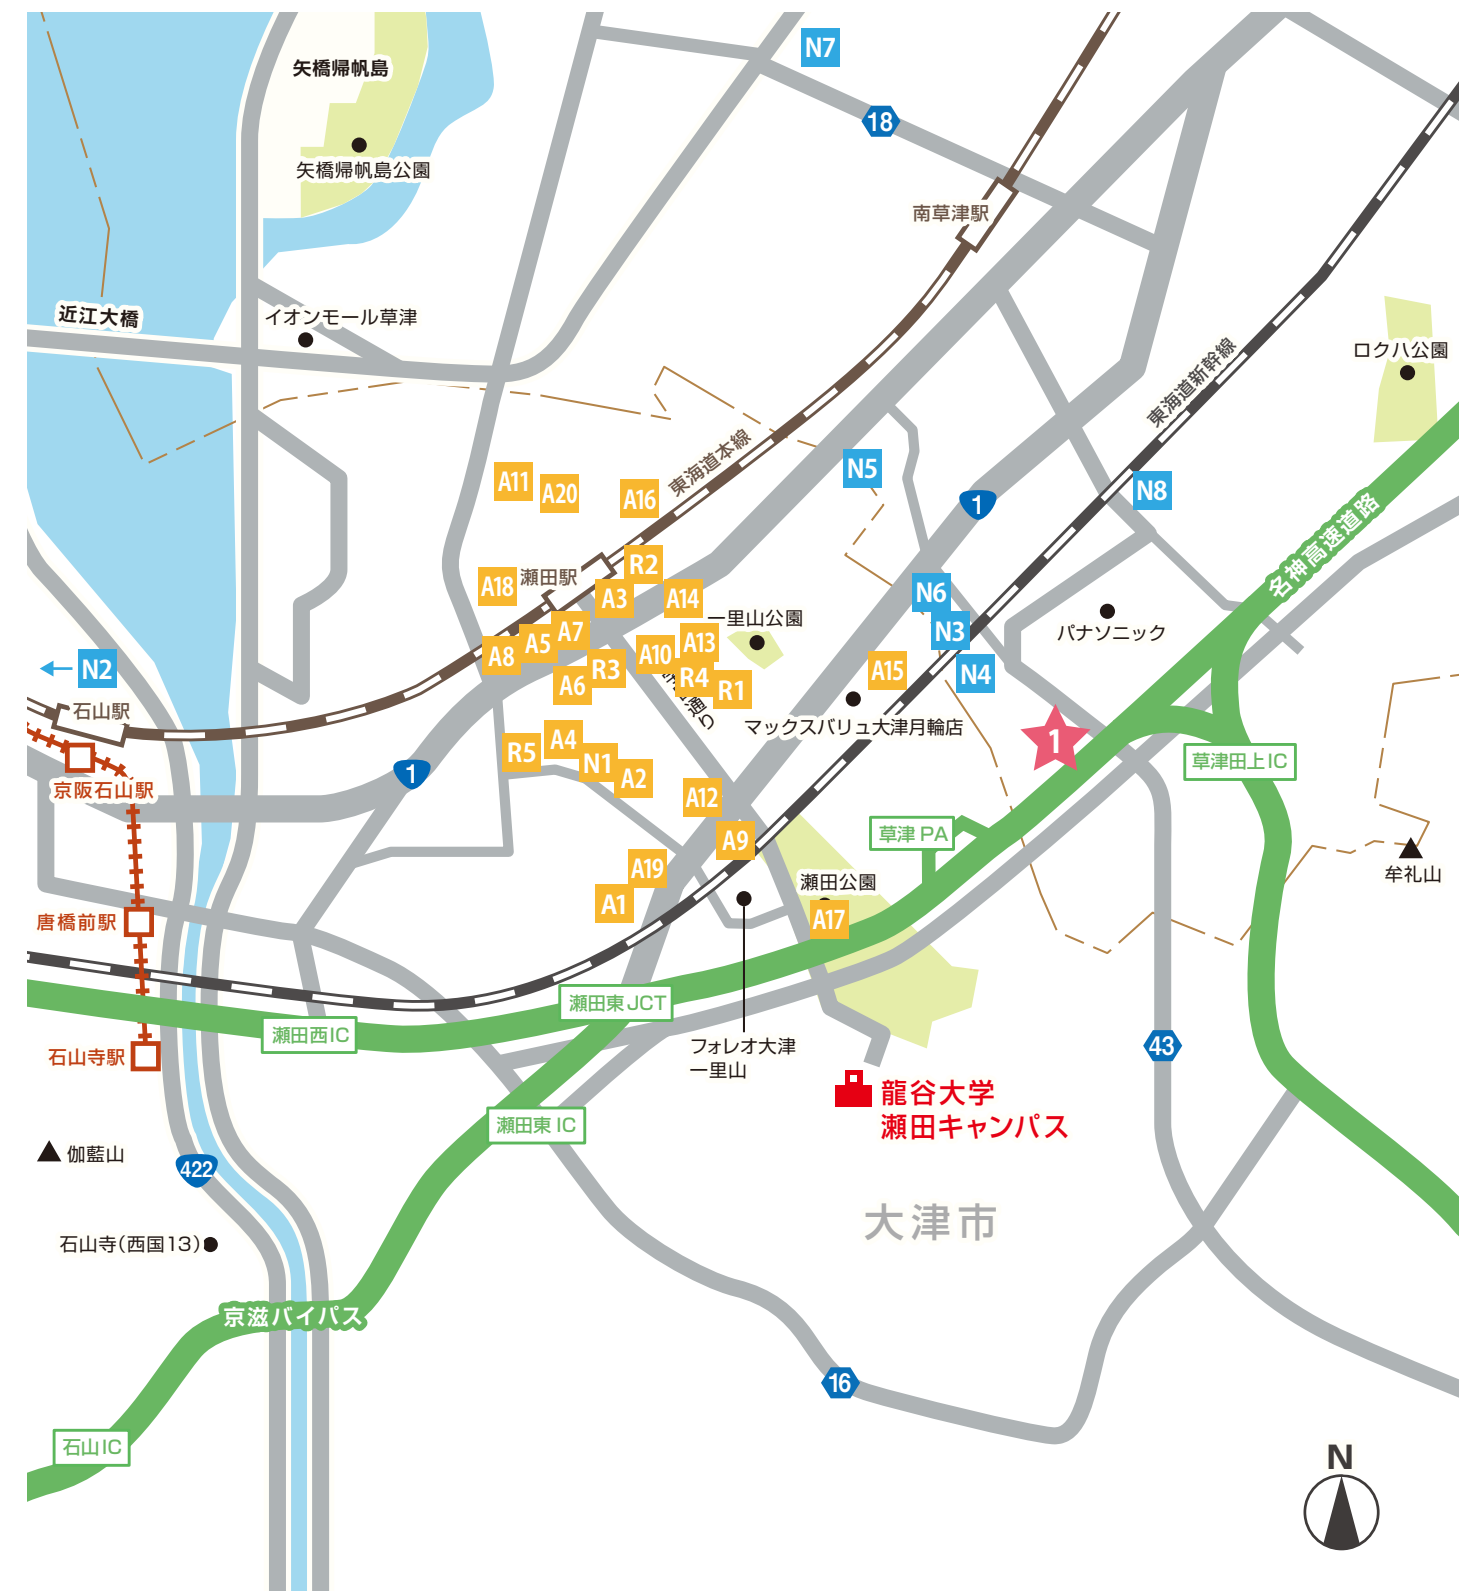 N7
矢橋帰帆島
18
矢橋帰帆島公園
南草津駅
近江大橋
イオンモール草津
ロクハ公園
東海道新幹線
東海道本線
N5
A11
A20
A16
N8
1
名神高速道路
R2
A18
瀬田駅
A3
A14
N6
一里山公園
N3
パナソニック
A7
A5
A13
A10
A8
R3
N2
A15
N4
R4
R1
A6
通り
石山駅
マックスバリュ大津月輪店
1
A4
R5
N1
草津田上IC
A2
1
京阪石山駅
A12
草津PA
A9
牟礼山
A19
瀬田公園
A1
A17
唐橋前駅
瀬田東JCT
瀬田西IC
フォレオ大津
一里山
43
石山寺駅
龍谷大学
瀬田キャンパス
瀬田東IC
伽藍山
422
大津市
石山寺(西国13)
京滋バイパス
16
石山IC
N